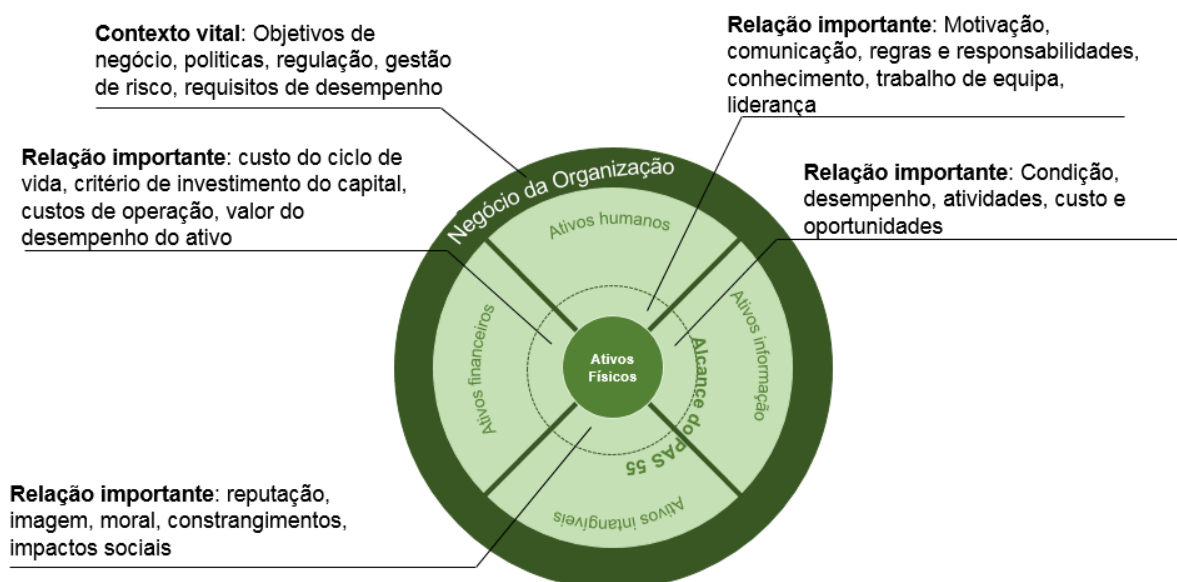 Contexto vital: Objetivos de
negócio, politicas, regulação, gestão
de risco, requisitos de desempenho
Relação importante: Motivação,
comunicação, regras e responsabilidades,
conhecimento, trabalho de equipa,
liderança
Relação importante: custo do ciclo de
vida, critério de investimento do capital,
custos de operação, valor do
desempenho do ativo
Relação importante: Condição,
desempenho, atividades, custo e
oportunidades
Negócio da Organização
Ativos humanos
Ativos financeiros
Ativos
Físicos
Alcance do PAS 55
Ativos informação
Ativos intangíveis
Relação importante: reputação,
imagem, moral, constrangimentos,
impactos sociais